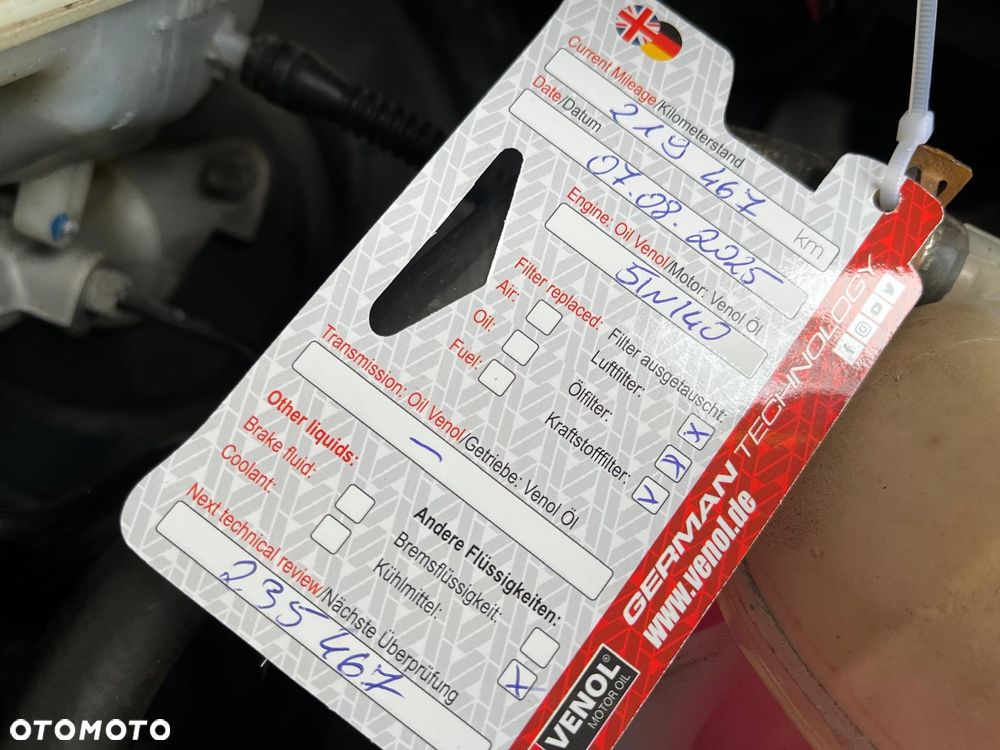 Current Mileage/Kilometerstand
219 467 km
Date/Datum
07.08.2025
Engine: Oil Venol/Motor: Venol Öl
5W40
Filter replaced: Filter ausgetauscht:
Air: Luftfilter: X
Oil: Ölfilter: X
Fuel: Kraftstofffilter: V
Transmission: Oil Venol/Getriebe: Venol Öl
—
Other liquids: Andere Flüssigkeiten:
Brake fluid: Bremsflüssigkeit:
Coolant: Kühlmittel: X
Next technical review/Nächste Überprüfung
235 467
GERMAN TECHNOLOGY
www.venol.de
VENOL®
MOTOR OIL
OTOMOTO